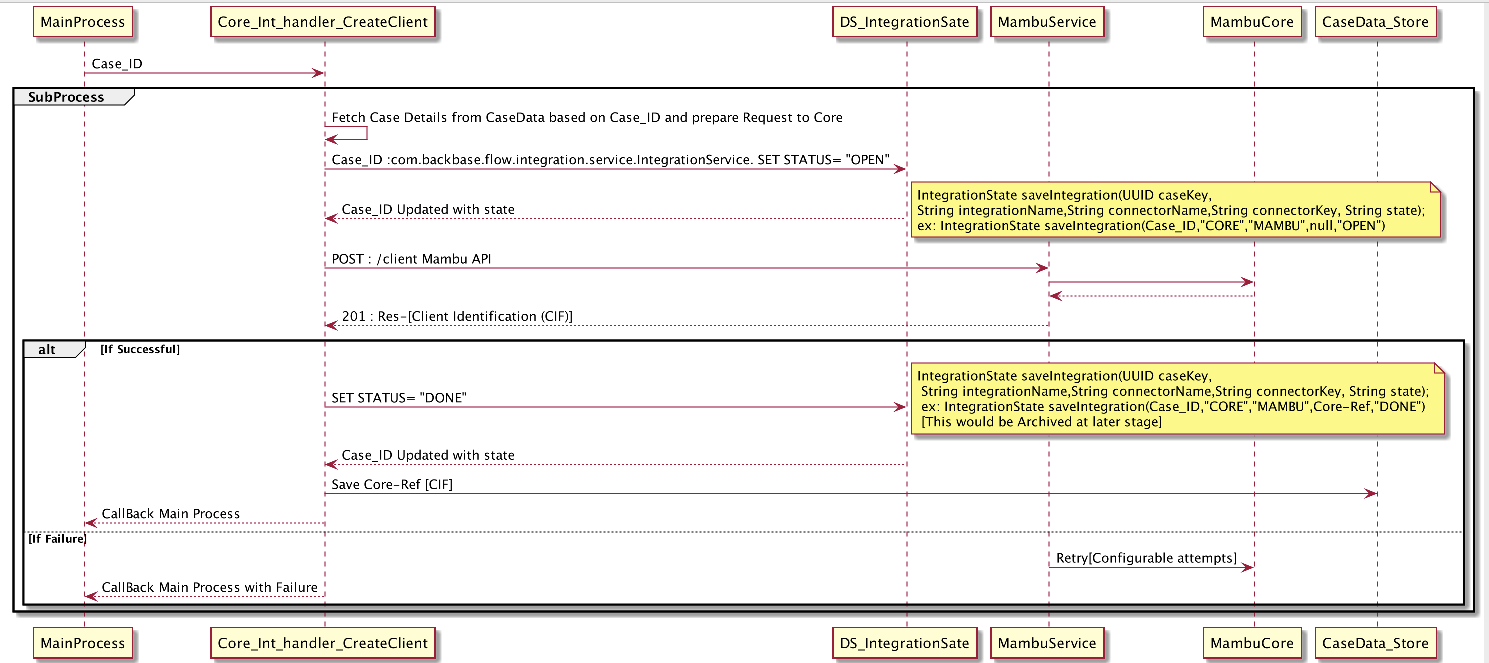 MainProcess
Core_Int_handler_CreateClient
DS_IntegrationSate
MambuService
MambuCore
CaseData_Store
Case_ID
SubProcess
Fetch Case Details from CaseData based on Case_ID and prepare Request to Core
Case_ID :com.backbase.flow.integration.service.IntegrationService. SET STATUS= "OPEN"
IntegrationState saveIntegration(UUID caseKey,
String integrationName,String connectorName,String connectorKey, String state);
ex: IntegrationState saveIntegration(Case_ID,"CORE","MAMBU",null,"OPEN")
Case_ID Updated with state
POST : /client Mambu API
201 : Res-[Client Identification (CIF)]
alt
[If Successful]
IntegrationState saveIntegration(UUID caseKey,
String integrationName,String connectorName,String connectorKey, String state);
ex: IntegrationState saveIntegration(Case_ID,"CORE","MAMBU",Core-Ref,"DONE")
[This would be Archived at later stage]
SET STATUS= "DONE"
Case_ID Updated with state
Save Core-Ref [CIF]
CallBack Main Process
[If Failure]
Retry[Configurable attempts]
CallBack Main Process with Failure
MainProcess
Core_Int_handler_CreateClient
DS_IntegrationSate
MambuService
MambuCore
CaseData_Store